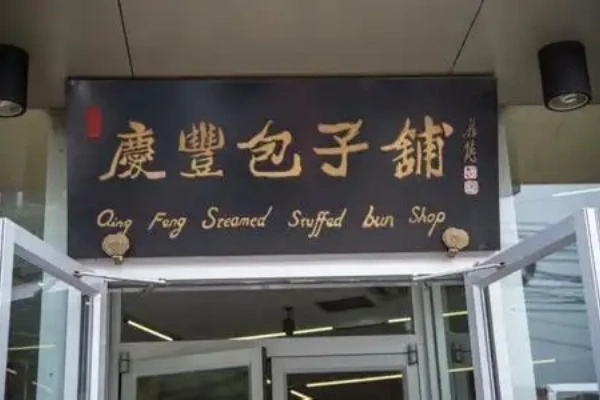 慶豐包子舖
Qing Feng Steamed Stuffed bun Shop